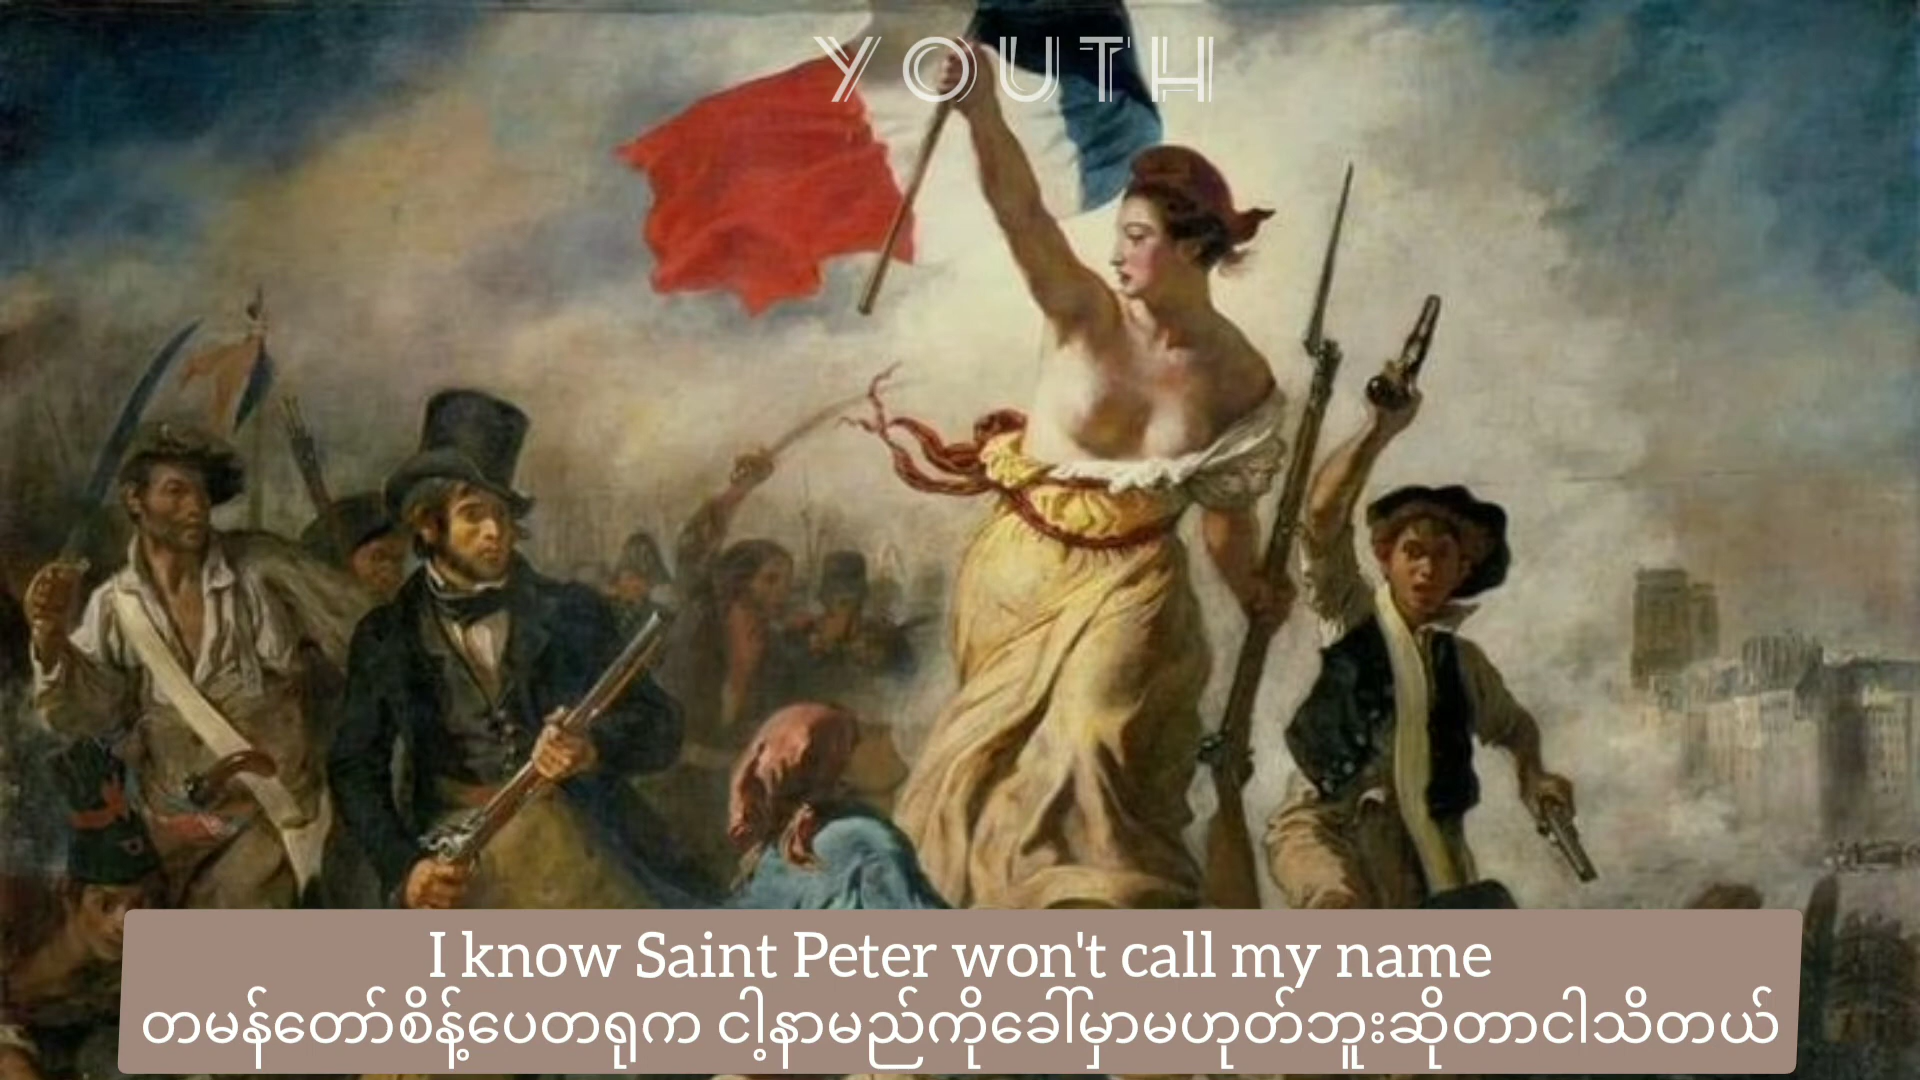 YOUTH
I know Saint Peter won't call my name
တမန်တော်စိန့်ပေတရုက ငါ့နာမည်ကိုခေါ်မှာမဟုတ်ဘူးဆိုတာငါသိတယ်